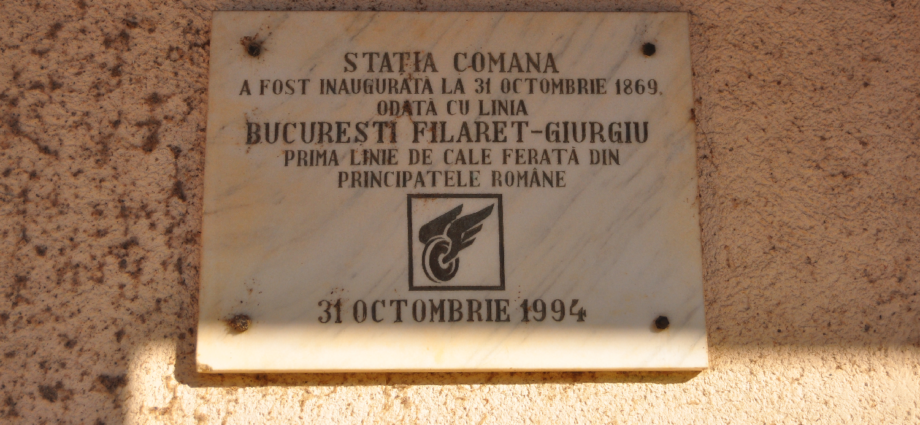 STAȚIA COMANA
A FOST INAUGURATĂ LA 31 OCTOMBRIE 1869,
ODATĂ CU LINIA
BUCUREȘTI FILARET-GIURGIU
PRIMA LINIE DE CALE FERATĂ DIN
PRINCIPATELE ROMÂNE
31 OCTOMBRIE 1994